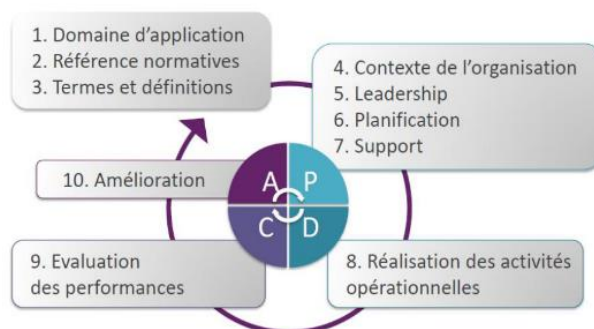 1. Domaine d'application
2. Référence normatives
3. Termes et définitions
4. Contexte de l'organisation
5. Leadership
6. Planification
7. Support
10. Amélioration
A
P
C
D
9. Evaluation
des performances
8. Réalisation des activités
opérationnelles